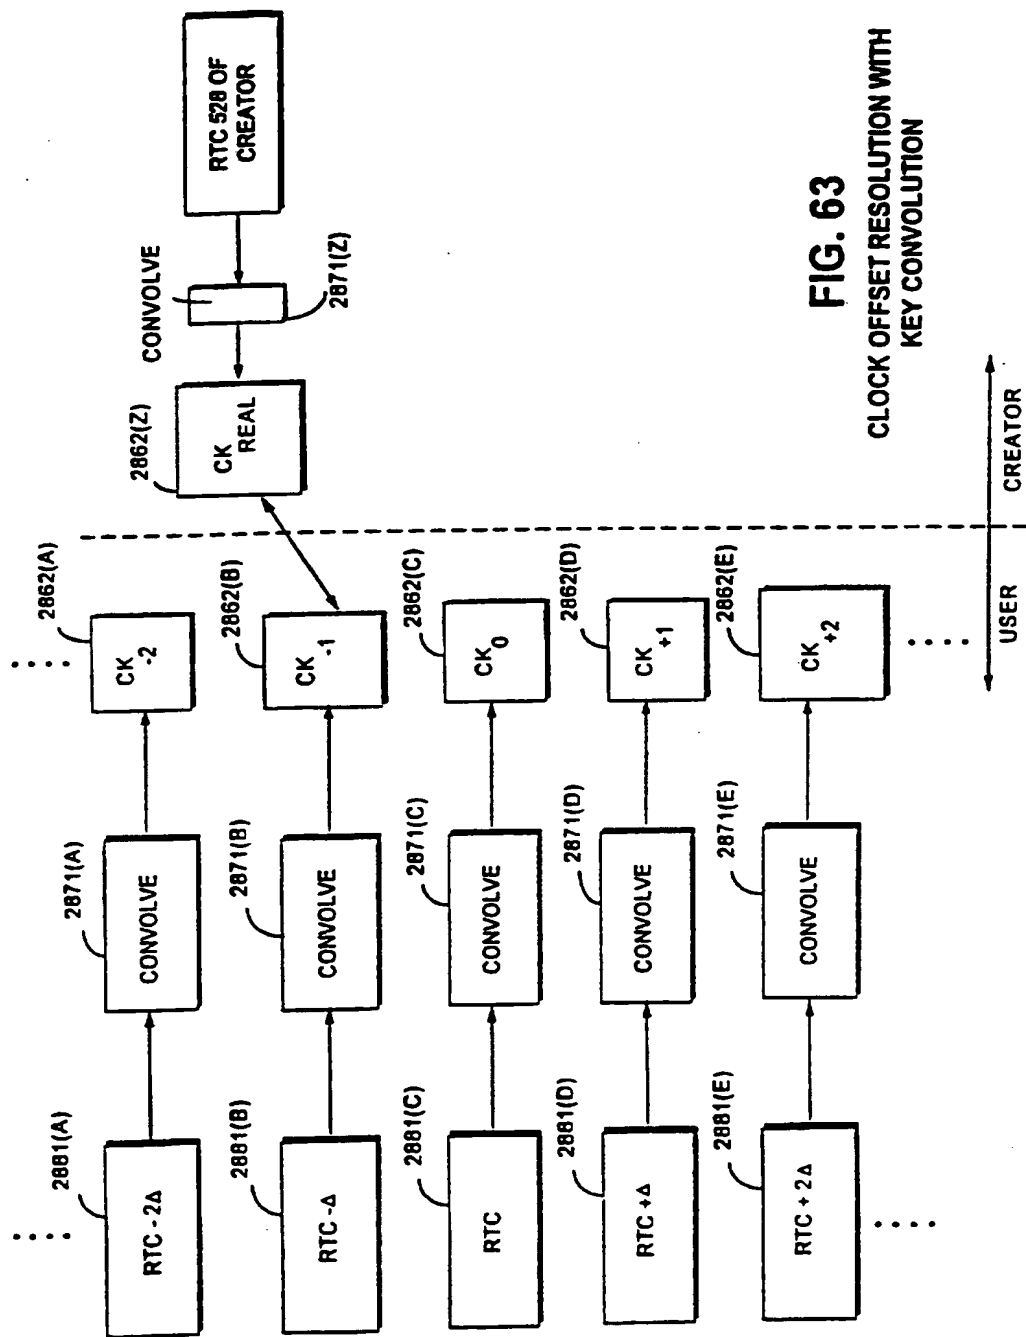 RTC 528 OF
CREATOR
CONVOLVE
2871(Z)
CK REAL
2862(Z)
2881(A)
RTC - 2Δ
2871(A)
CONVOLVE
2862(A)
CK -2
2881(B)
RTC - Δ
2871(B)
CONVOLVE
2862(B)
CK -1
2881(C)
RTC
2871(C)
CONVOLVE
2862(C)
CK 0
2881(D)
RTC + Δ
2871(D)
CONVOLVE
2862(D)
CK +1
2881(E)
RTC + 2Δ
2871(E)
CONVOLVE
2862(E)
CK +2
USER
CREATOR
FIG. 63
CLOCK OFFSET RESOLUTION WITH
KEY CONVOLUTION